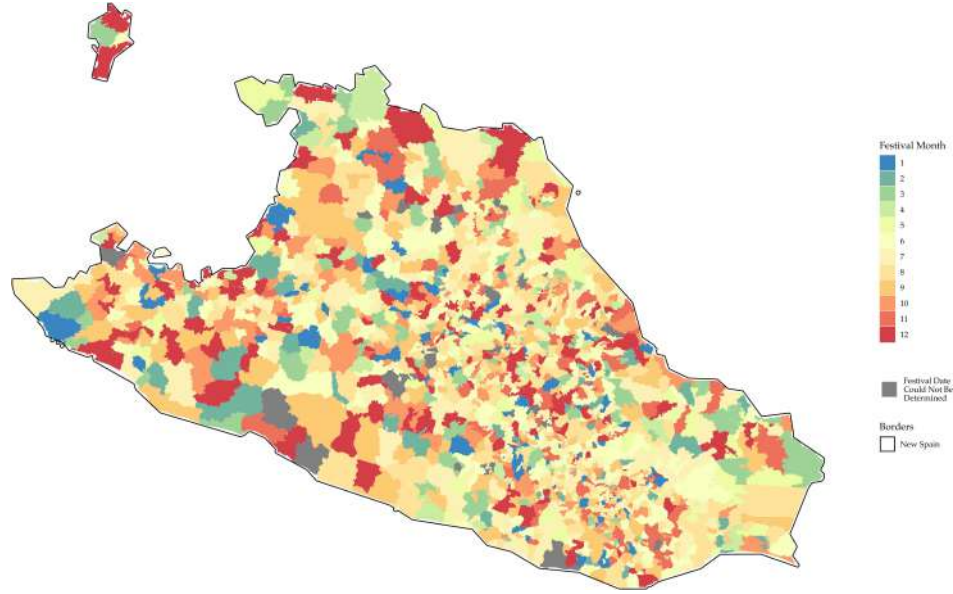 Festival Month
1
2
3
4
5
6
7
8
9
10
11
12
Festival Date
Could Not Be
Determined
Borders
New Spain